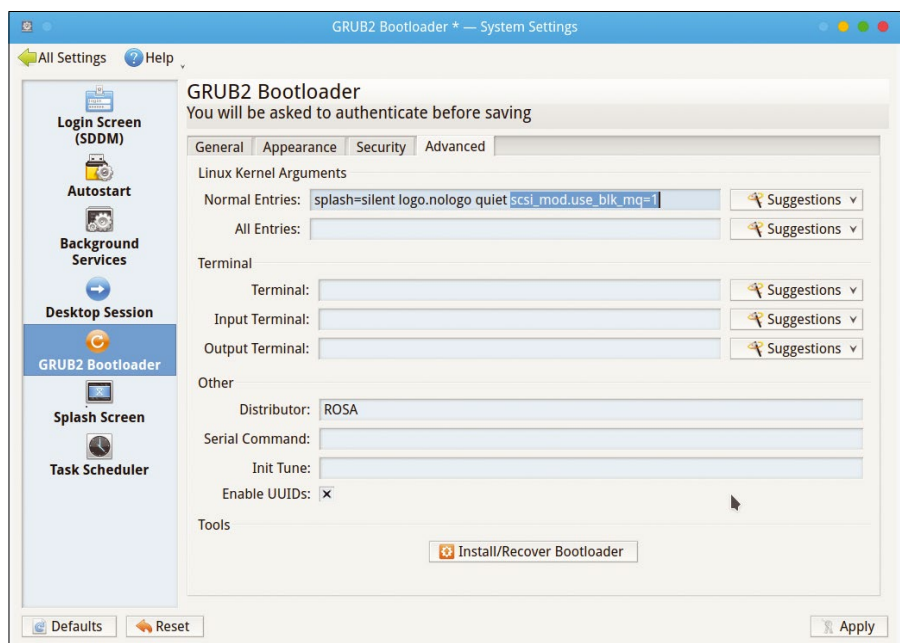 GRUB2 Bootloader * — System Settings
All Settings
Help
Login Screen
(SDDM)
Autostart
Background
Services
Desktop Session
GRUB2 Bootloader
Splash Screen
Task Scheduler
GRUB2 Bootloader
You will be asked to authenticate before saving
General Appearance Security Advanced
Linux Kernel Arguments
Normal Entries: splash=silent logo.nologo quiet scsi_mod.use_blk_mq=1 Suggestions
All Entries: Suggestions
Terminal
Terminal: Suggestions
Input Terminal: Suggestions
Output Terminal: Suggestions
Other
Distributor: ROSA
Serial Command:
Init Tune:
Enable UUIDs:
Tools
Install/Recover Bootloader
Defaults
Reset
Apply